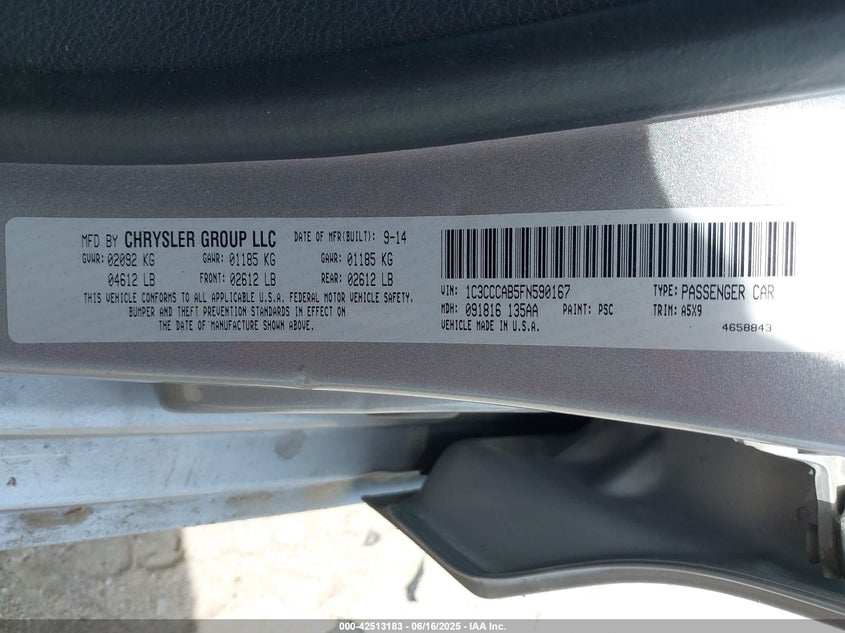 MFD BY CHRYSLER GROUP LLC DATE OF MFR(BUILT): 9-14
GVWR: 02092 KG GAWR: 01185 KG GAWR: 01185 KG
04612 LB FRONT: 02612 LB REAR: 02612 LB
THIS VEHICLE CONFORMS TO ALL APPLICABLE U.S.A. FEDERAL MOTOR VEHICLE SAFETY,
BUMPER AND THEFT PREVENTION STANDARDS IN EFFECT ON
THE DATE OF MANUFACTURE SHOWN ABOVE.
VIN: 1C3CCCAB5FN590167 TYPE: PASSENGER CAR
MDH: 091816 135AA PAINT: PSC TRIM: A5X9
VEHICLE MADE IN U.S.A. 4658843
000-42513183 - 06/16/2025 - IAA Inc.